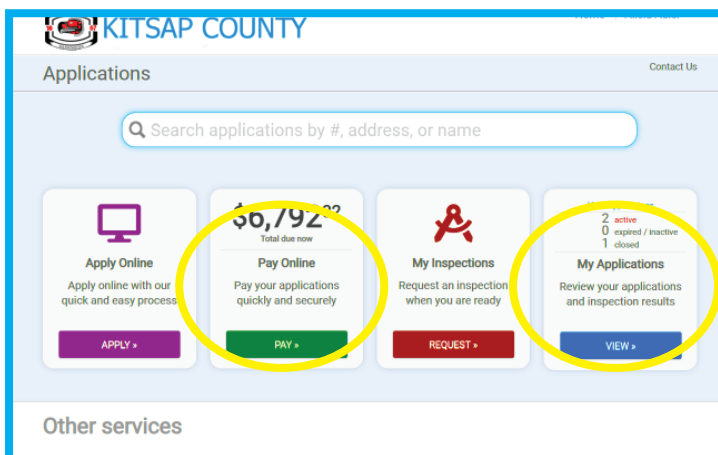 KITSAP COUNTY
Applications
Contact Us
Search applications by #, address, or name
Apply Online
Apply online with our
quick and easy process
APPLY »
$6,792
Total due now
Pay Online
Pay your applications
quickly and securely
PAY »
My Inspections
Request an inspection
when you are ready
REQUEST »
2 active
0 expired / inactive
1 closed
My Applications
Review your applications
and inspection results
VIEW »
Other services